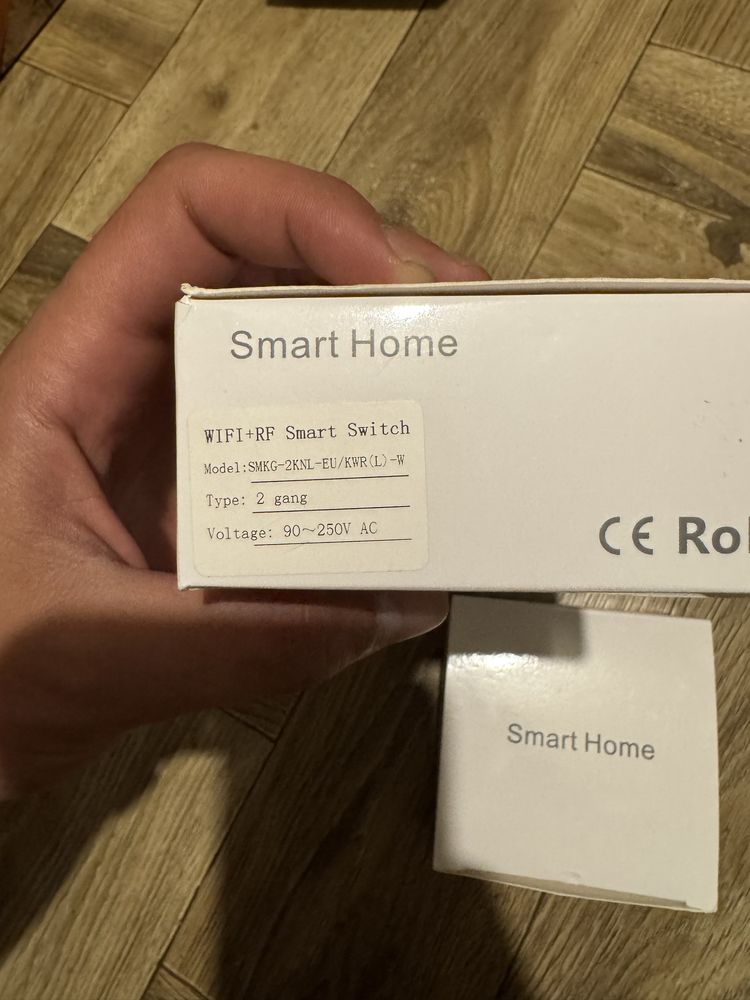 Smart Home
WIFI+RF Smart Switch
Model:SMKG-2KNL-EU/KWR(L)-W
Type: 2 gang
Voltage: 90~250V AC
CE Ro
Smart Home